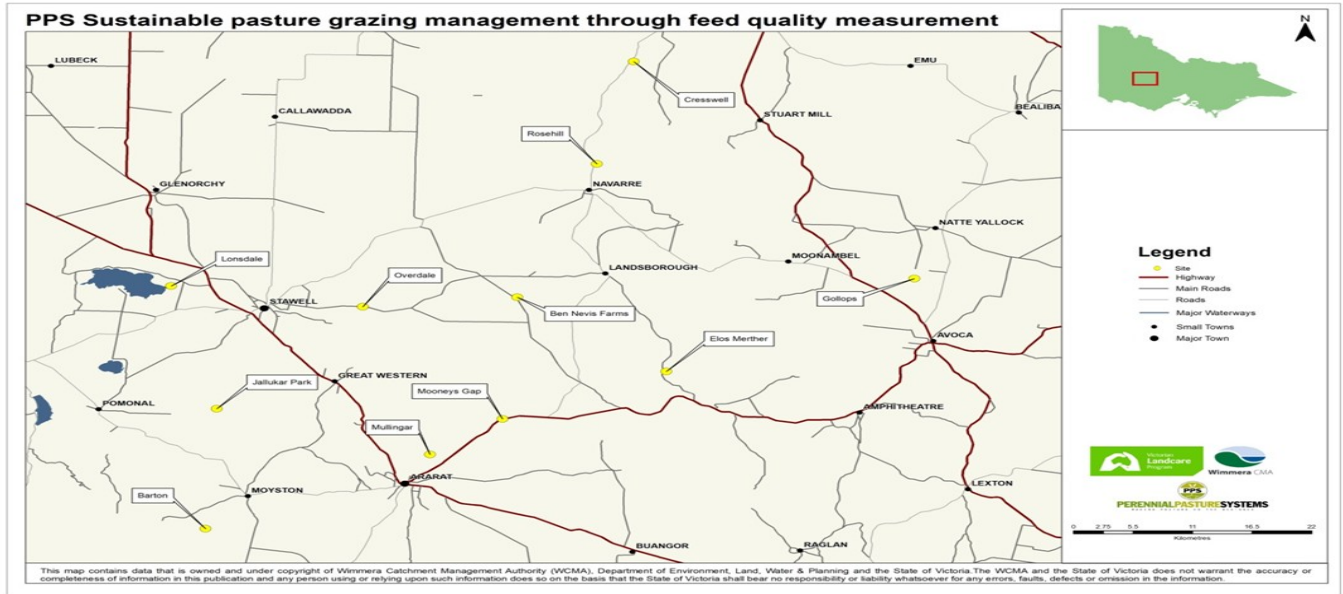 PPS Sustainable pasture grazing management through feed quality measurement
N
LUBECK
EMU
Cresswell
CALLAWADDA
STUART MILL
BEALIBA
Rosehill
GLENORCHY
NAVARRE
NATTE YALLOCK
Lonsdale
Overdale
LANDSBOROUGH
MOONAMBEL
STAWELL
Ben Nevis Farms
Gollops
Elos Merther
AVOCA
GREAT WESTERN
Jallukar Park
Mooneys Gap
POMONAL
AMPHITHEATRE
Mullingar
ARARAT
Barton
MOYSTON
LEXTON
BUANGOR
RAGLAN
Legend
Site
Highway
Main Roads
Roads
Major Waterways
Small Towns
Major Town
Victorian
Landcare
Program
Wimmera CMA
PPS
PERENNIALPASTURESYSTEMS
0 2.75 5.5 11 16.5 22
Kilometres
This map contains data that is owned and under copyright of Wimmera Catchment Management Authority (WCMA), Department of Environment, Land, Water & Planning and the State of Victoria.The WCMA and the State of Victoria does not warrant the accuracy or
completeness of information in this publication and any person using or relying upon such information does so on the basis that the State of Victoria shall bear no responsibility or liability whatsoever for any errors, faults, defects or omission in the information.